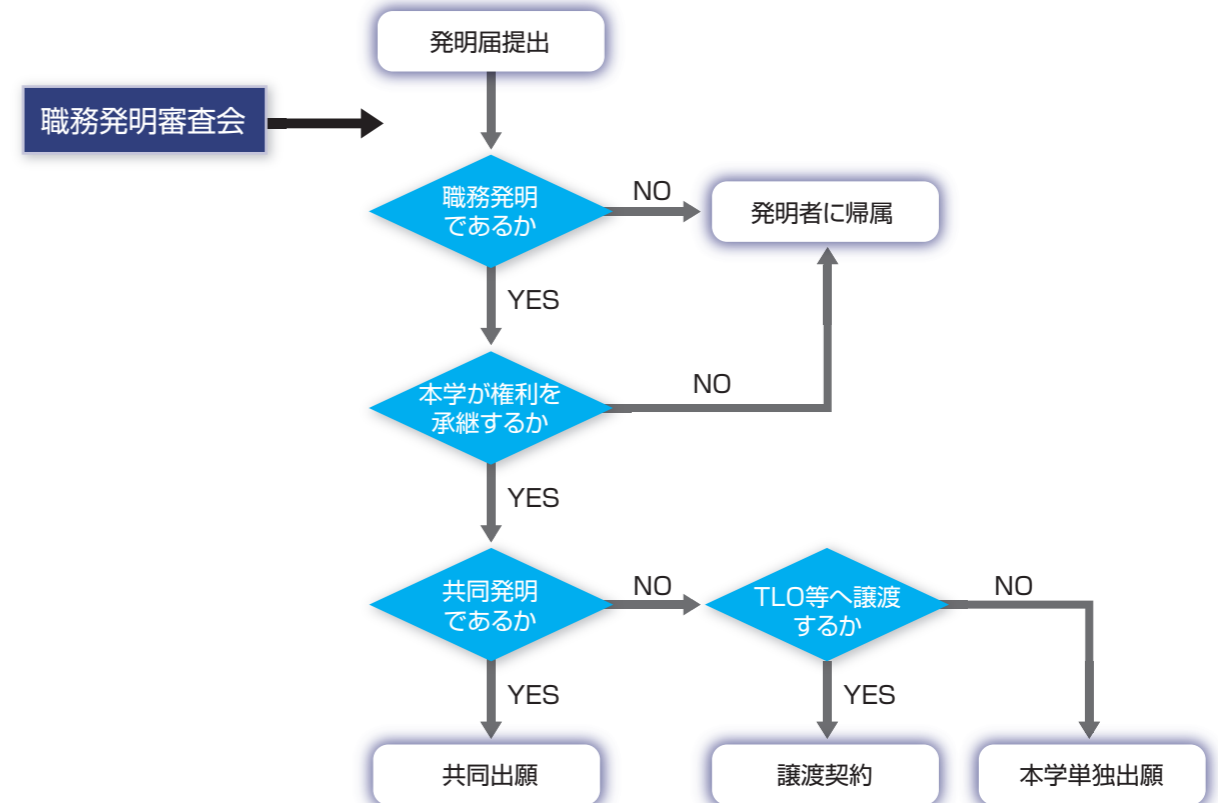 発明届提出
職務発明審査会
職務発明
であるか
NO
発明者に帰属
YES
本学が権利を
承継するか
NO
YES
共同発明
であるか
NO
TLO等へ譲渡
するか
NO
YES
YES
共同出願
譲渡契約
本学単独出願